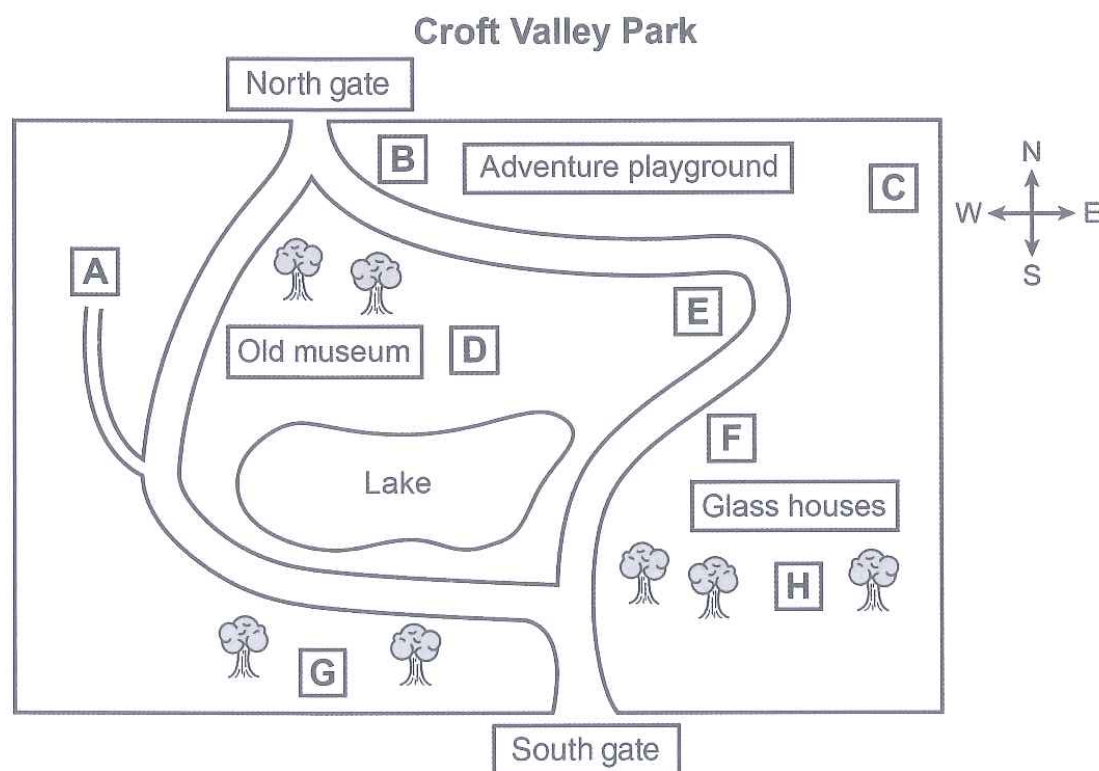 Croft Valley Park
North gate
B
Adventure playground
C
N
W E
S
A
E
Old museum
D
F
Lake
Glass houses
H
G
South gate